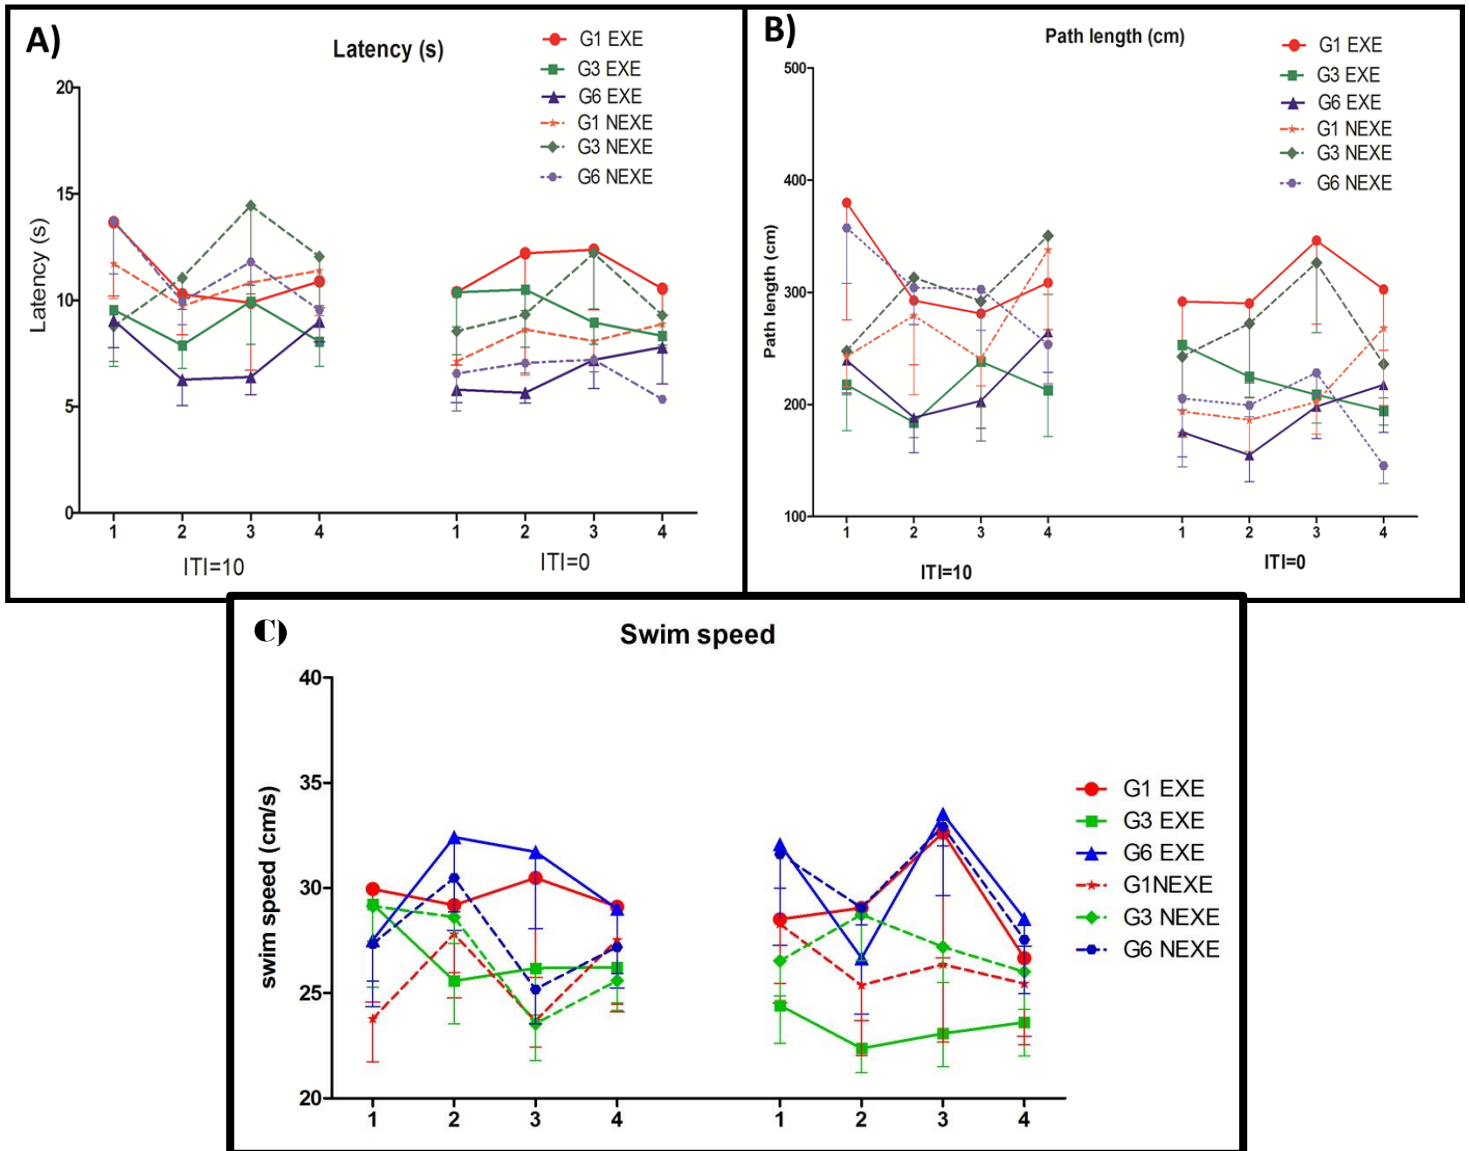 A)
Latency (s)
G1 EXE
G3 EXE
G6 EXE
G1 NEXE
G3 NEXE
G6 NEXE
Latency (s)
20
15
10
5
0
1 2 3 4 1 2 3 4
ITI=10 ITI=0
B)
Path length (cm)
G1 EXE
G3 EXE
G6 EXE
G1 NEXE
G3 NEXE
G6 NEXE
Path length (cm)
500
400
300
200
100
1 2 3 4 1 2 3 4
ITI=10 ITI=0
C)
Swim speed
swim speed (cm/s)
40
35
30
25
20
1 2 3 4 1 2 3 4
G1 EXE
G3 EXE
G6 EXE
G1NEXE
G3 NEXE
G6 NEXE